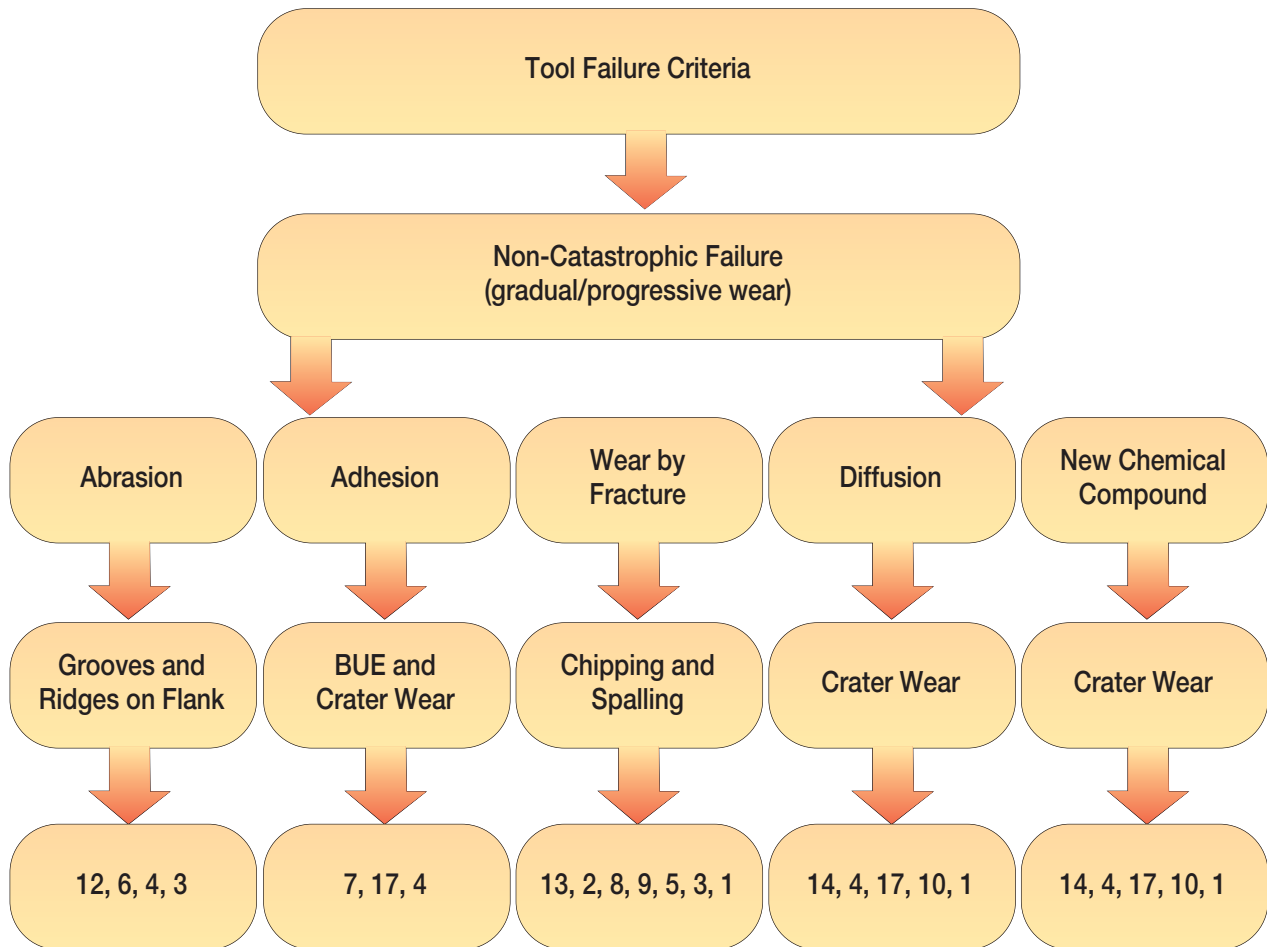 Tool Failure Criteria
Non-Catastrophic Failure
(gradual/progressive wear)
Abrasion
Adhesion
Wear by
Fracture
Diffusion
New Chemical
Compound
Grooves and
Ridges on Flank
BUE and
Crater Wear
Chipping and
Spalling
Crater Wear
Crater Wear
12, 6, 4, 3
7, 17, 4
13, 2, 8, 9, 5, 3, 1
14, 4, 17, 10, 1
14, 4, 17, 10, 1